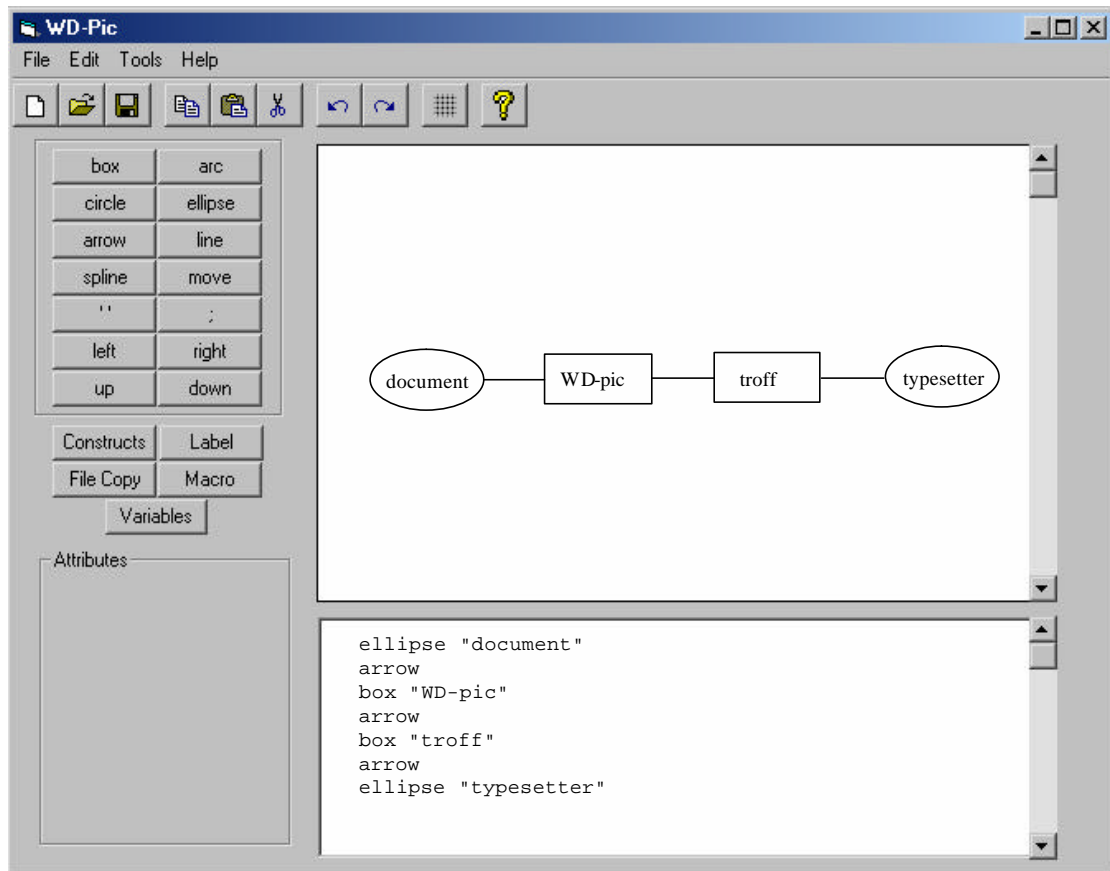 WD-Pic
File Edit Tools Help
box arc
circle ellipse
arrow line
spline move
' ' ;
left right
up down
Constructs Label
File Copy Macro
Variables
Attributes
document WD-pic troff typesetter
ellipse "document"
arrow
box "WD-pic"
arrow
box "troff"
arrow
ellipse "typesetter"